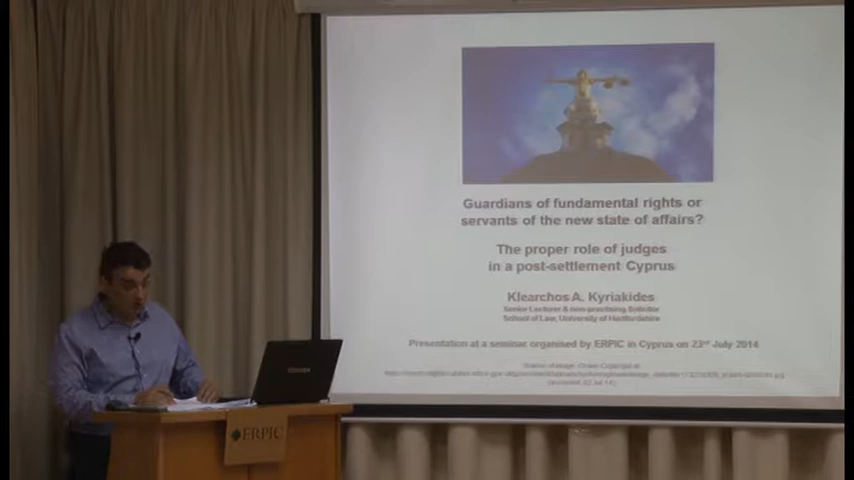 Guardians of fundamental rights or
servants of the new state of affairs?
The proper role of judges
in a post-settlement Cyprus
Klearchos A. Kyriakides
Senior Lecturer & non-practising Solicitor
School of Law, University of Hertfordshire
Presentation at a seminar organised by ERPIC in Cyprus on 23rd July 2014
ERPIC